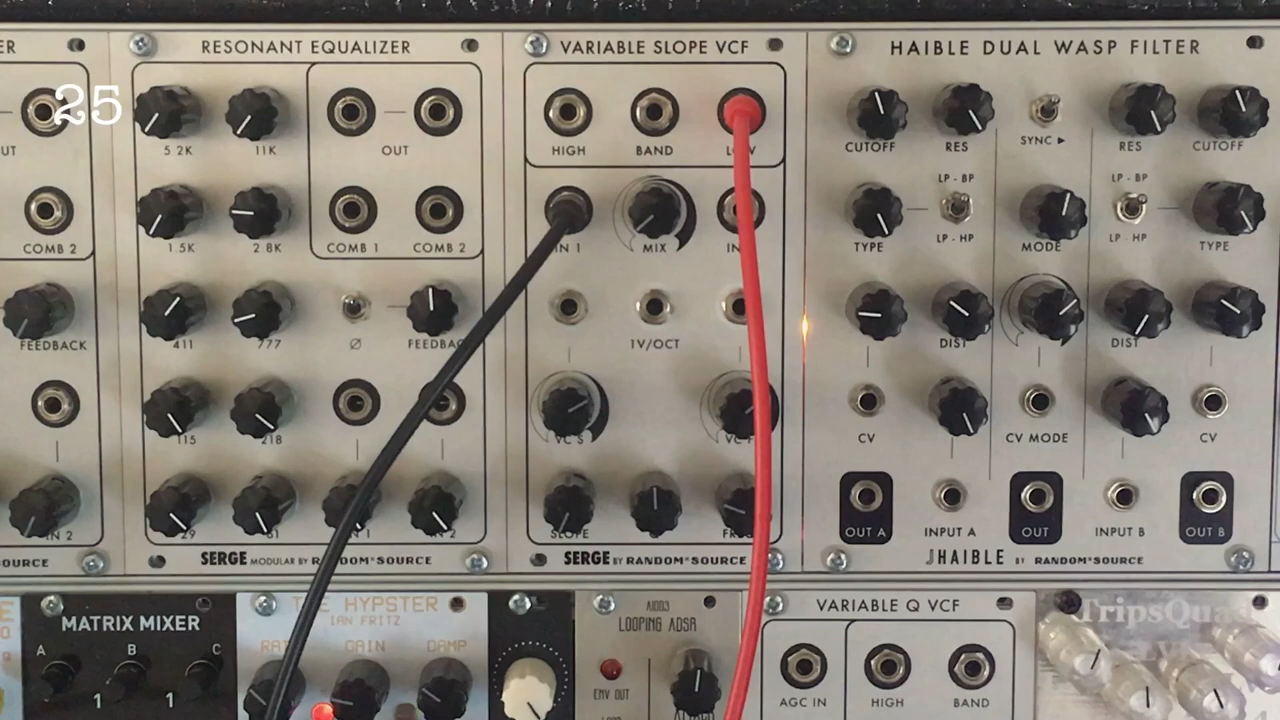 RESONANT EQUALIZER
VARIABLE SLOPE VCF
HAIBLE DUAL WASP FILTER
25
5.2K 11K
OUT
HIGH BAND
CUTOFF RES SYNC RES CUTOFF
LP - BP LP - BP
COMB 2
1.5K 2.8K COMB 1 COMB 2
IN 1 MIX
TYPE LP - HP MODE LP - HP TYPE
FEEDBACK
411 777 Ø
1V/OCT
DIST DIST
115 218
VC S
CV CV MODE CV
IN 2
SLOPE
OUT A INPUT A OUT INPUT B OUT B
SERGE MODULAR BY RANDOM*SOURCE
SERGE BY RANDOM*SOURCE
JHAIBLE BY RANDOM*SOURCE
MATRIX MIXER
A B C
1 1
THE HYPSTER
IAN FRITZ
GAIN DAMP
A1003
LOOPING ADSR
ENV OUT
VARIABLE Q VCF
AGC IN HIGH BAND